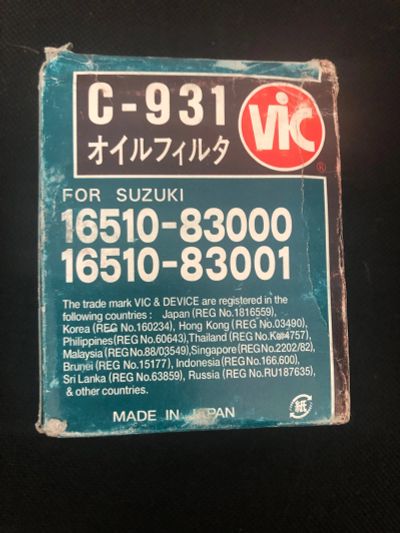 C-931
オイルフィルタ
VIC
®
FOR SUZUKI
16510-83000
16510-83001
The trade mark VIC & DEVICE are registered in the
following countries : Japan (REG No.1816559),
Korea (REG No.160234), Hong Kong (REG No.03490),
Philippines(REG No.60643),Thailand(REG No.Kor4757),
Malaysia (REG No.88/03549),Singapore(REG No.2202/82),
Brunei (REG No.15177), Indonesia(REG No.166.600),
Sri Lanka (REG No.63859), Russia (REG No.RU187635),
& other countries.
MADE IN JAPAN
紙